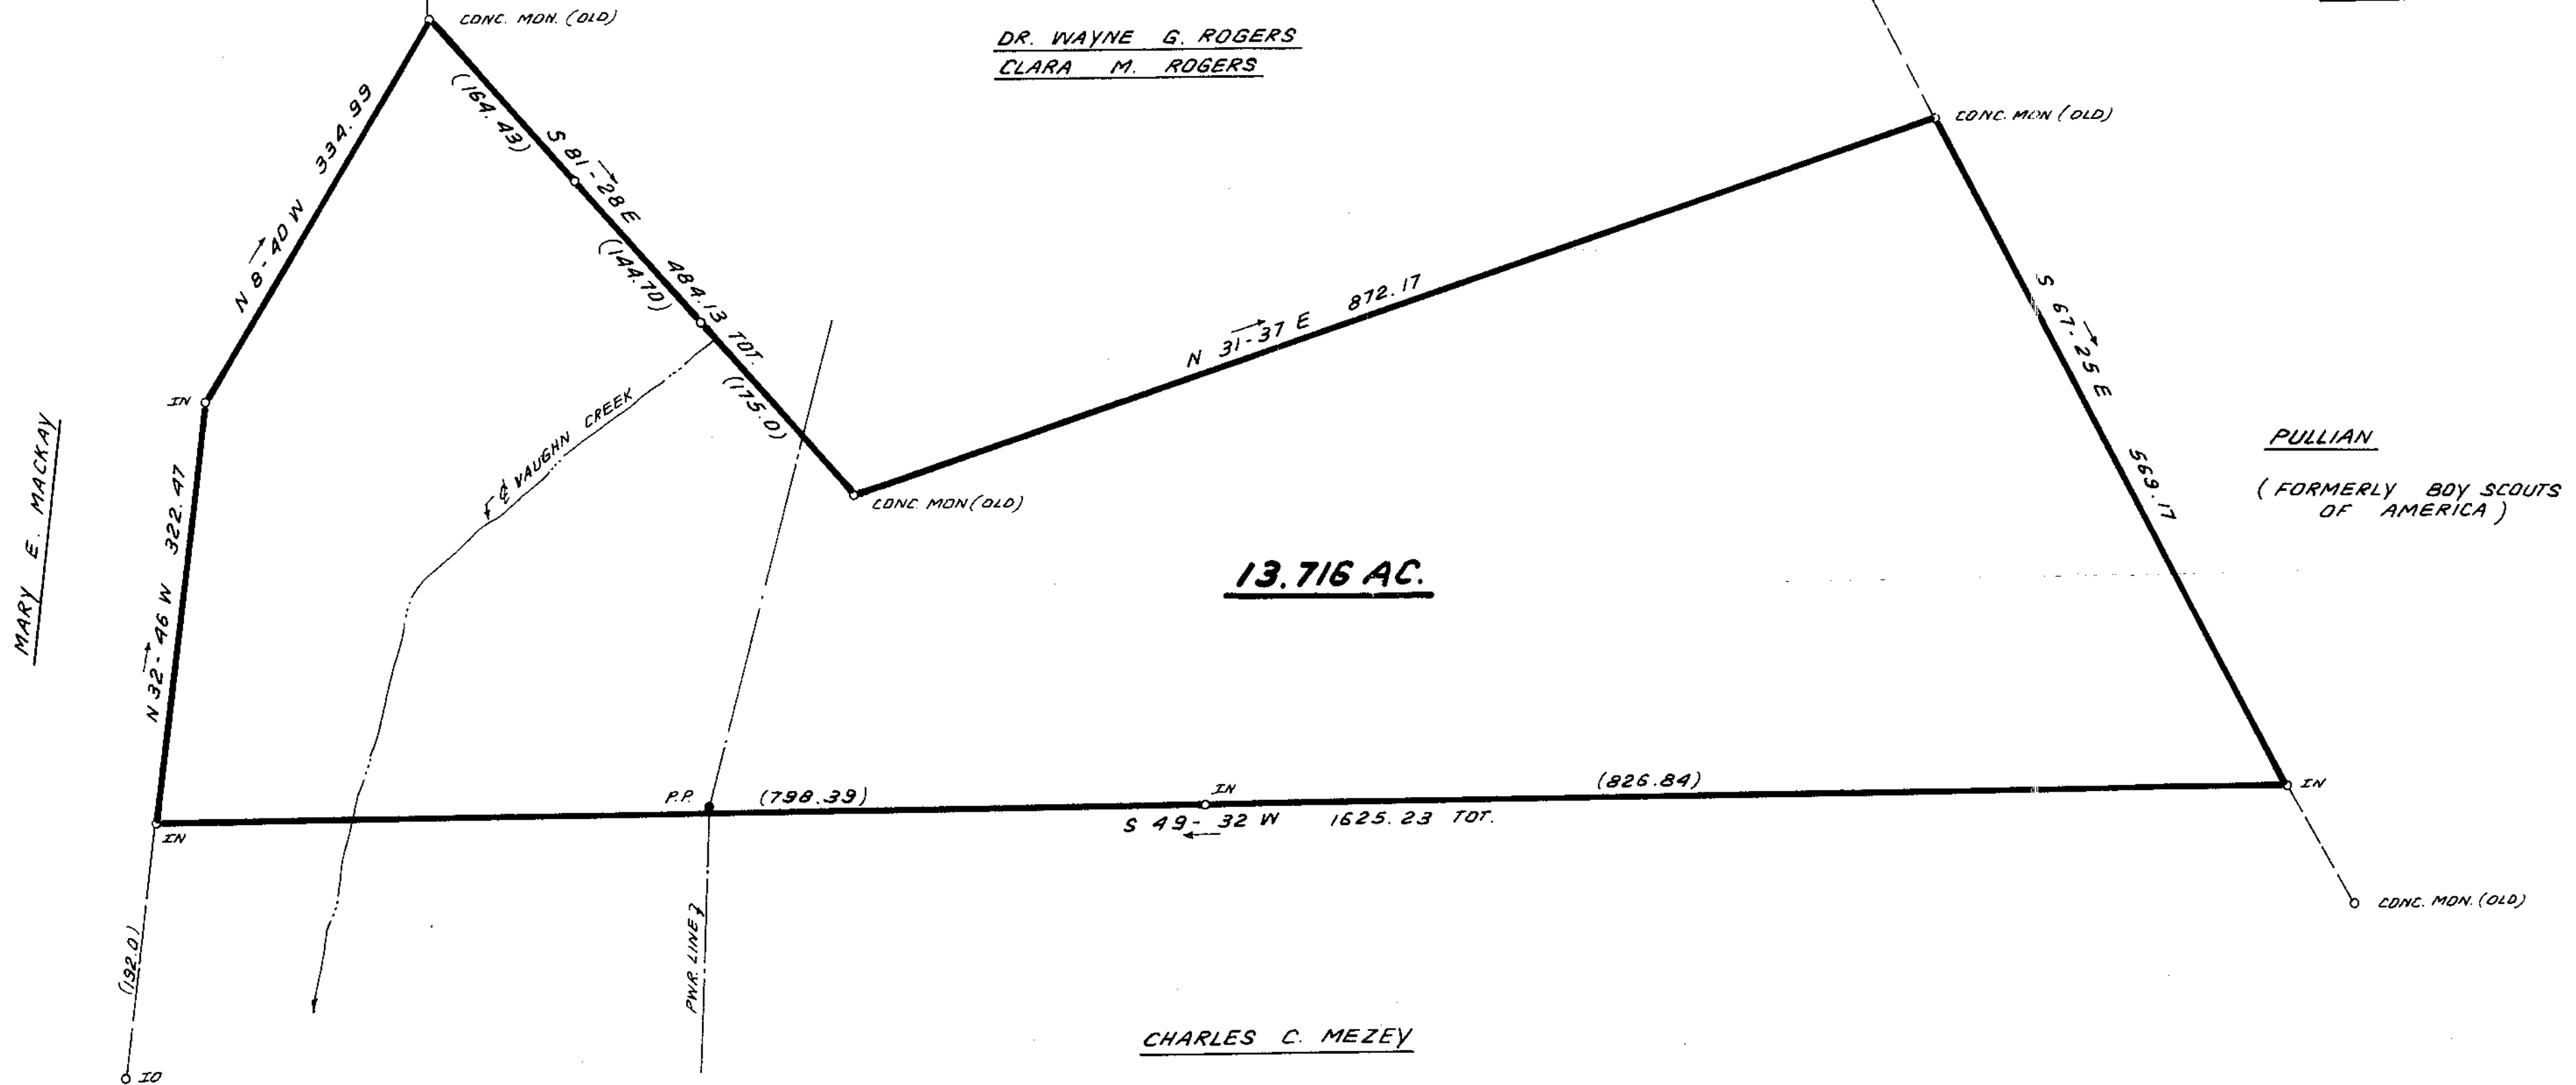 CONC. MON. (OLD)
DR. WAYNE G. ROGERS
CLARA M. ROGERS
CONC. MON (OLD)
N 8-40 W 334.99
(164.43)
S 81-28 E 484.13 TOT.
(144.70)
(175.0)
N 31-37 E 872.17
S 67-25 E 569.17
IN
MARY E. MACKAY
℄ VAUGHN CREEK
CONC. MON (OLD)
PULLIAN
(FORMERLY BOY SCOUTS
OF AMERICA)
13.716 AC.
N 32-46 W 322.47
P.P.
(798.39)
IN
(826.84)
IN
IN
S 49-32 W 1625.23 TOT.
(192.0)
PWR. LINE
CONC. MON. (OLD)
CHARLES C. MEZEY
IO